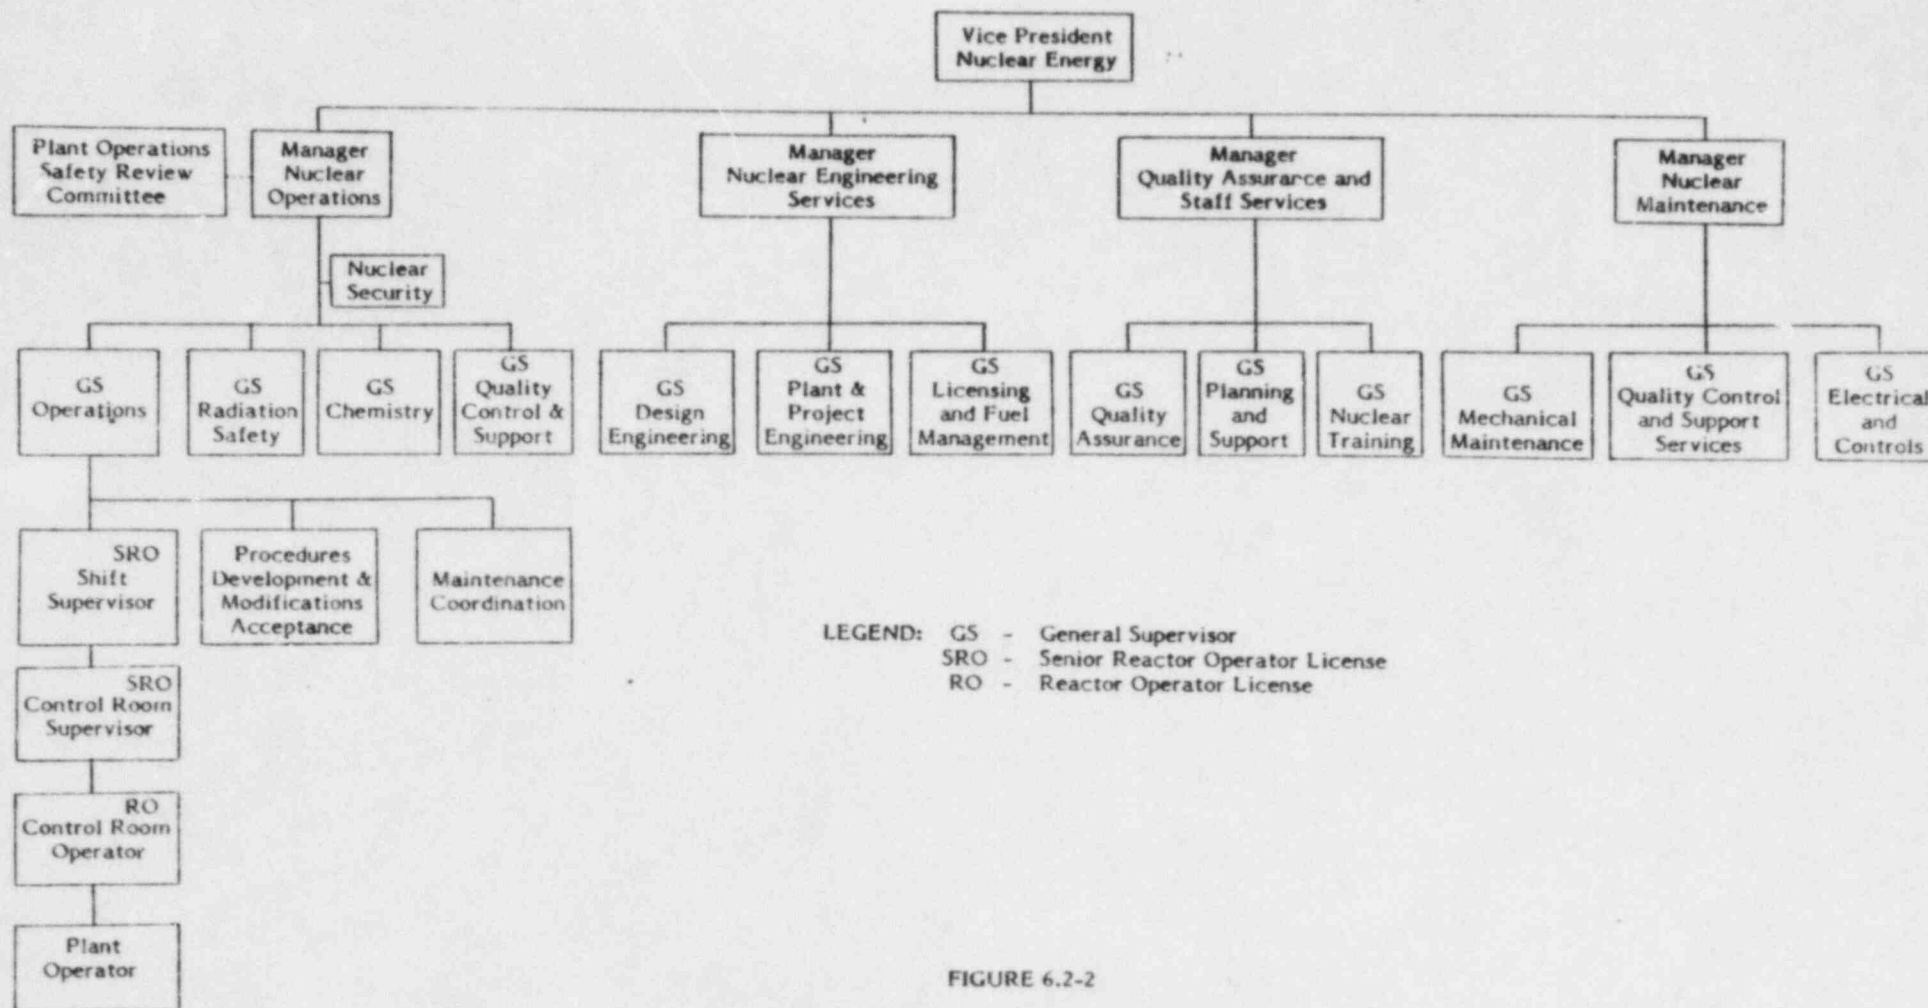 Vice President
Nuclear Energy
Plant Operations
Safety Review
Committee
Manager
Nuclear
Operations
Manager
Nuclear Engineering
Services
Manager
Quality Assurance and
Staff Services
Manager
Nuclear
Maintenance
Nuclear
Security
GS
Operations
GS
Radiation
Safety
GS
Chemistry
GS
Quality
Control &
Support
GS
Design
Engineering
GS
Plant &
Project
Engineering
GS
Licensing
and Fuel
Management
GS
Quality
Assurance
GS
Planning
and
Support
GS
Nuclear
Training
GS
Mechanical
Maintenance
GS
Quality Control
and Support
Services
GS
Electrical
and
Controls
SRO
Shift
Supervisor
Procedures
Development &
Modifications
Acceptance
Maintenance
Coordination
SRO
Control Room
Supervisor
RO
Control Room
Operator
Plant
Operator
LEGEND: GS - General Supervisor
SRO - Senior Reactor Operator License
RO - Reactor Operator License
FIGURE 6.2-2